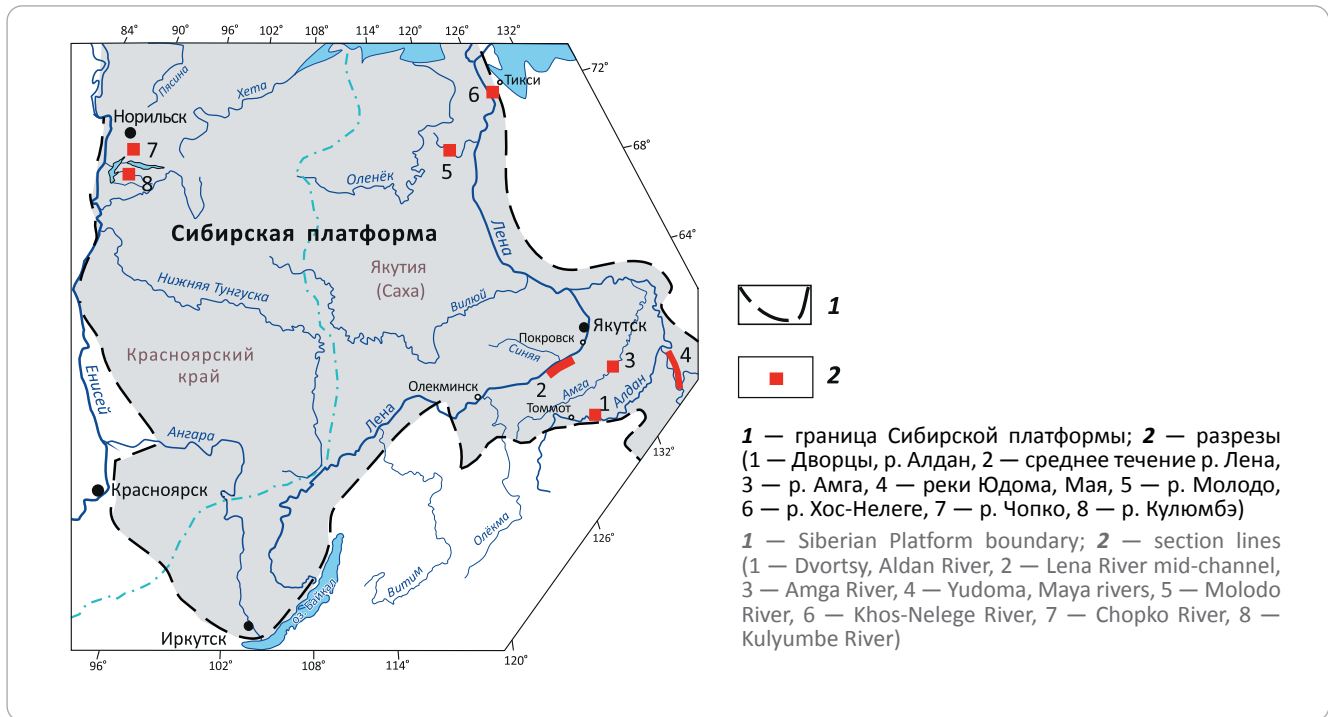 84° 90° 96° 102° 108° 114° 120° 126° 132°
72°
Тикси
6
Пясина
Хета
Норильск
7
8
5
68°
Оленёк
Сибирская платформа
Лена
64°
Якутия
(Саха)
Нижняя Тунгуска
Вилюй
Якутск
Покровск
Синяя
Красноярский
край
Енисей
2
3
4
Амга
Алдан
Олекминск
Томмот
1
Лена
132°
Ангара
Красноярск
Олёкма
126°
Витим
оз. Байкал
Иркутск
96° 102° 108° 114° 120°
1
2
1 — граница Сибирской платформы; 2 — разрезы
(1 — Дворцы, р. Алдан, 2 — среднее течение р. Лена,
3 — р. Амга, 4 — реки Юдома, Мая, 5 — р. Молодо,
6 — р. Хос-Нелеге, 7 — р. Чопко, 8 — р. Кулюмбэ)
1 — Siberian Platform boundary; 2 — section lines
(1 — Dvortsy, Aldan River, 2 — Lena River mid-channel,
3 — Amga River, 4 — Yudoma, Maya rivers, 5 — Molodo
River, 6 — Khos-Nelege River, 7 — Chopko River, 8 —
Kulyumbe River)